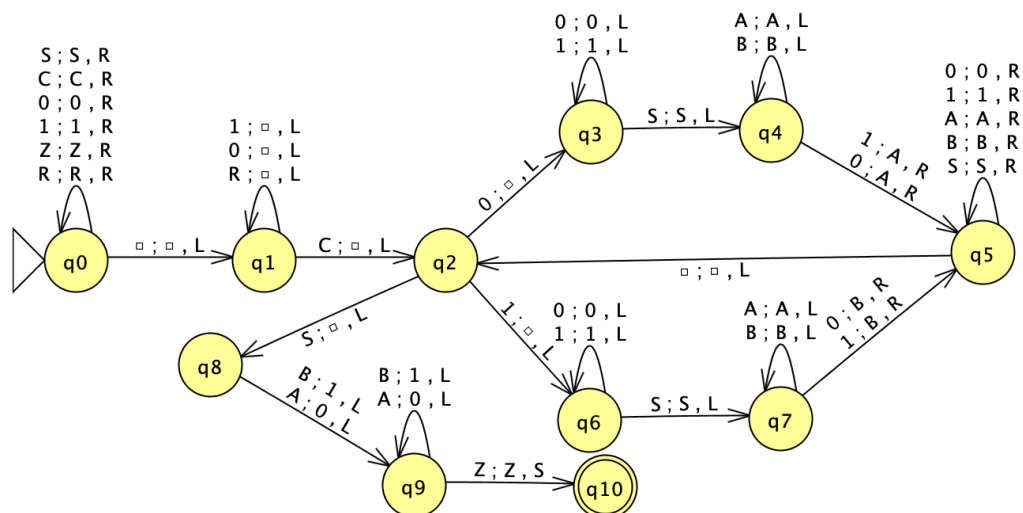 0 ; 0 , L
1 ; 1 , L
A ; A , L
B ; B , L
S ; S , R
C ; C , R
0 ; 0 , R
1 ; 1 , R
Z ; Z , R
R ; R , R
0 ; 0 , R
1 ; 1 , R
A ; A , R
B ; B , R
S ; S , R
1 ; □ , L
0 ; □ , L
R ; □ , L
q3
S ; S , L
q4
1 ; A , R
0 ; A , R
0 ; □ , L
q0
□ ; □ , L
q1
C ; □ , L
q2
q5
□ ; □ , L
S ; □ , L
1 ; □ , L
0 ; 0 , L
1 ; 1 , L
A ; A , L
B ; B , L
0 ; B , R
1 ; B , R
q8
B ; 1 , L
A ; 0 , L
B ; 1 , L
A ; 0 , L
q6
S ; S , L
q7
q9
Z ; Z , S
q10